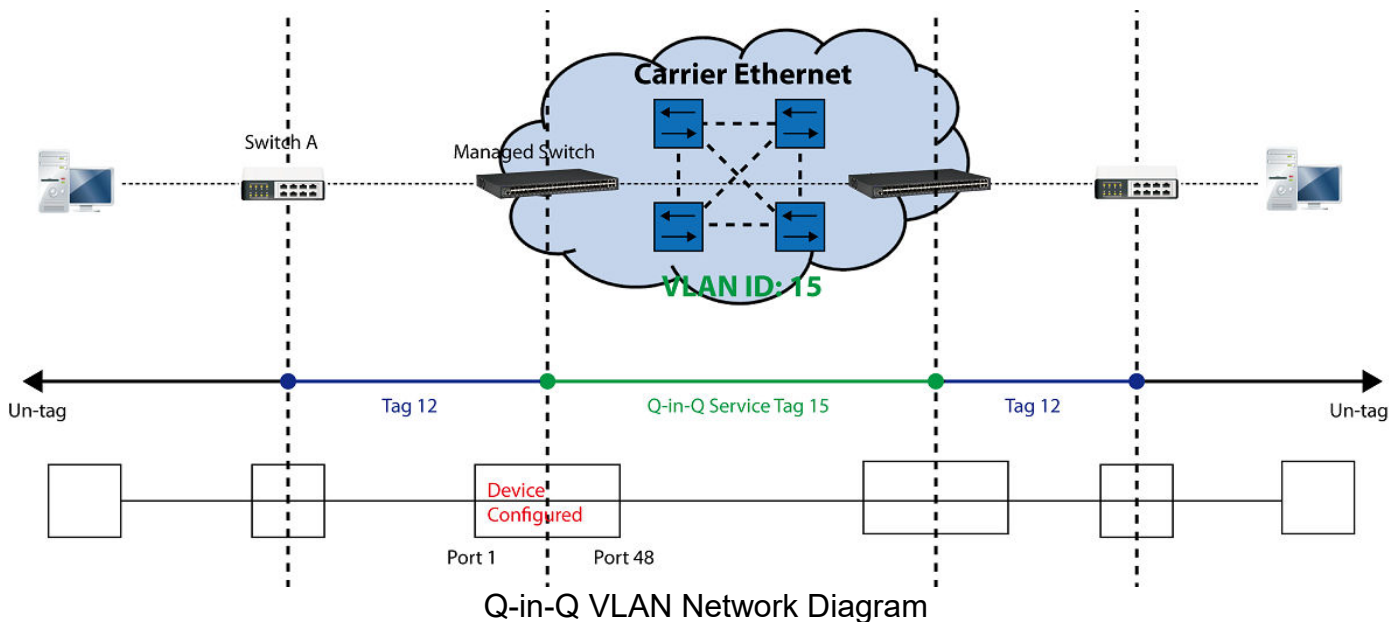 Carrier Ethernet
Switch A
Managed Switch
VLAN ID: 15
Un-tag
Tag 12
Q-in-Q Service Tag 15
Tag 12
Un-tag
Device
Configured
Port 1
Port 48
Q-in-Q VLAN Network Diagram